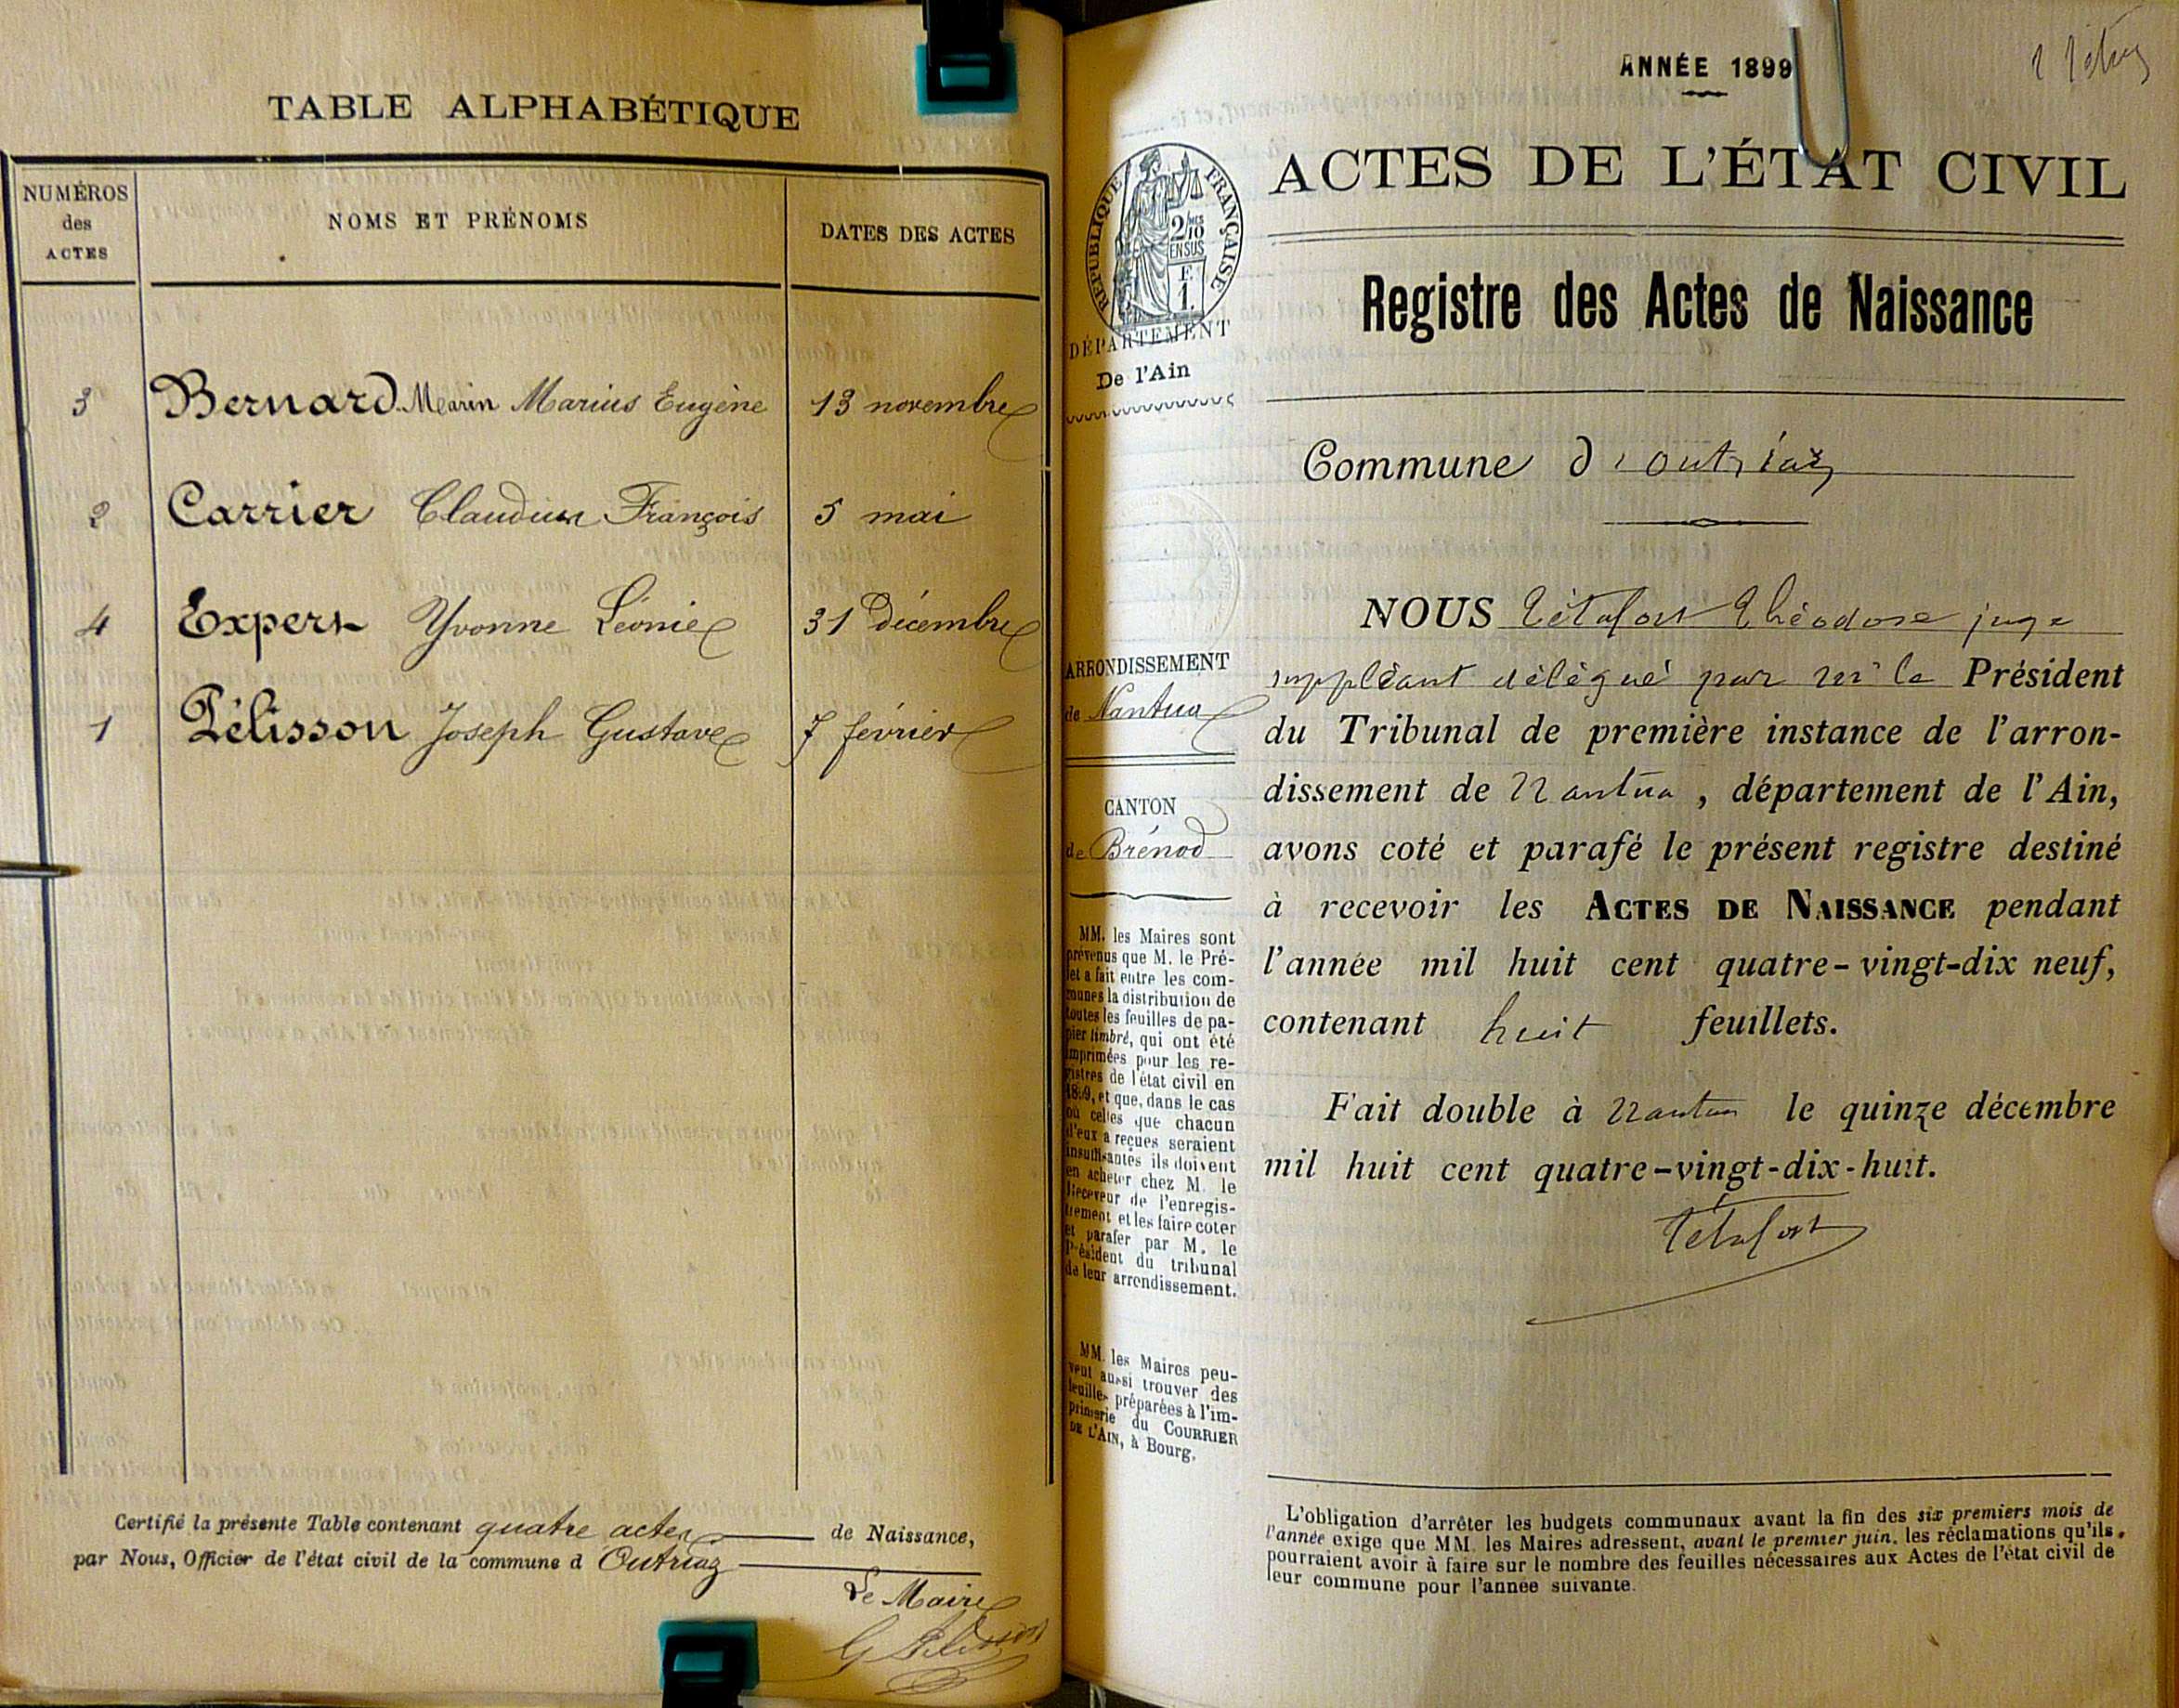 TABLE ALPHABÉTIQUE
NUMÉROS des ACTES
NOMS ET PRÉNOMS
DATES DES ACTES
3 Bernard Marin Marius Eugène 13 novembre
2 Carrier Claudius François 5 mai
4 Expert Yvonne Léonie 31 Décembre
1 Pélisson Joseph Gustave 7 février
Certifié la présente Table contenant quatre actes de Naissance,
par Nous, Officier de l'état civil de la commune d Outriaz
Le Maire
G Pélisson
ANNÉE 1899
ACTES DE L'ÉTAT CIVIL
RÉPUBLIQUE FRANÇAISE
2/10
EN SUS
F
1.
DÉPARTEMENT
De l'Ain
Registre des Actes de Naissance
Commune d'outriaz
ARRONDISSEMENT
de Nantua
CANTON
de Brénod
MM. les Maires sont
prévenus que M. le Pré-
fet a fait entre les com-
munes la distribution de
toutes les feuilles de pa-
pier timbré, qui ont été
imprimées pour les re-
gistres de l'état civil en
1899, et que, dans le cas
où celles que chacun
d'eux a reçues seraient
insuffisantes ils doivent
en acheter chez M. le
Receveur de l'enregis-
trement et les faire coter
et parafer par M. le
Président du tribunal
de leur arrondissement.
MM. les Maires peu-
vent aussi trouver des
feuilles préparées à l'im-
primerie du COURRIER
DE L'AIN, à Bourg.
NOUS Tétafort Théodose juge
suppléant délégué par mr le Président
du Tribunal de première instance de l'arron-
dissement de Nantua, département de l'Ain,
avons coté et parafé le présent registre destiné
à recevoir les ACTES DE NAISSANCE pendant
l'année mil huit cent quatre-vingt-dix neuf,
contenant huit feuillets.
Fait double à Nantua le quinze décembre
mil huit cent quatre-vingt-dix-huit.
Tétafort
L'obligation d'arrêter les budgets communaux avant la fin des six premiers mois de
l'année exige que MM. les Maires adressent, avant le premier juin, les réclamations qu'ils
pourraient avoir à faire sur le nombre des feuilles nécessaires aux Actes de l'état civil de
leur commune pour l'année suivante.